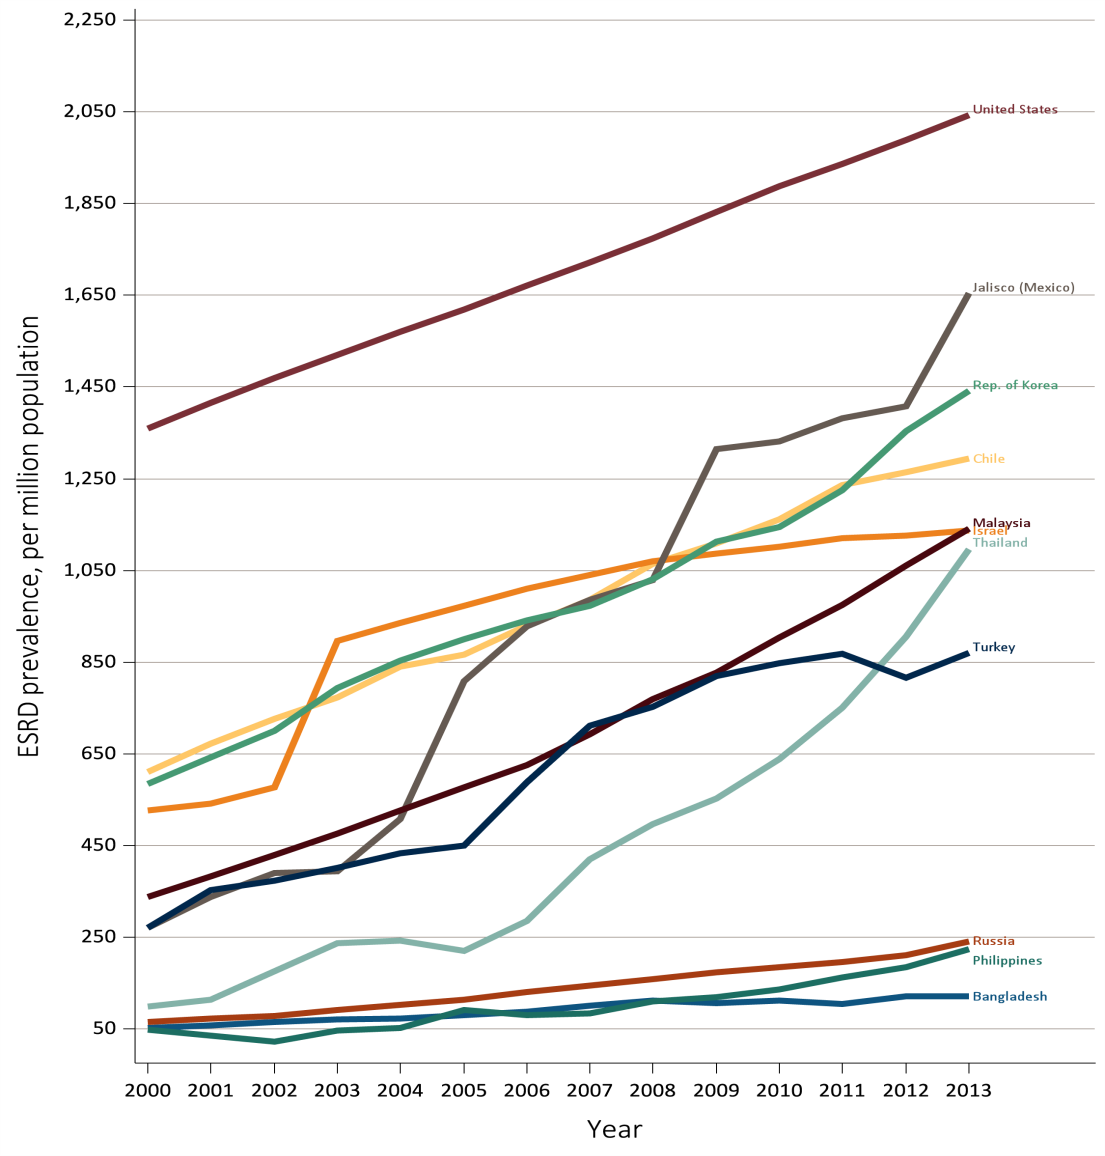 2,250
2,050
1,850
1,650
1,450
1,250
1,050
850
650
450
250
50
ESRD prevalence, per million population
United States
Jalisco (Mexico)
Rep. of Korea
Chile
Malaysia
Israel
Thailand
Turkey
Russia
Philippines
Bangladesh
2000 2001 2002 2003 2004 2005 2006 2007 2008 2009 2010 2011 2012 2013
Year